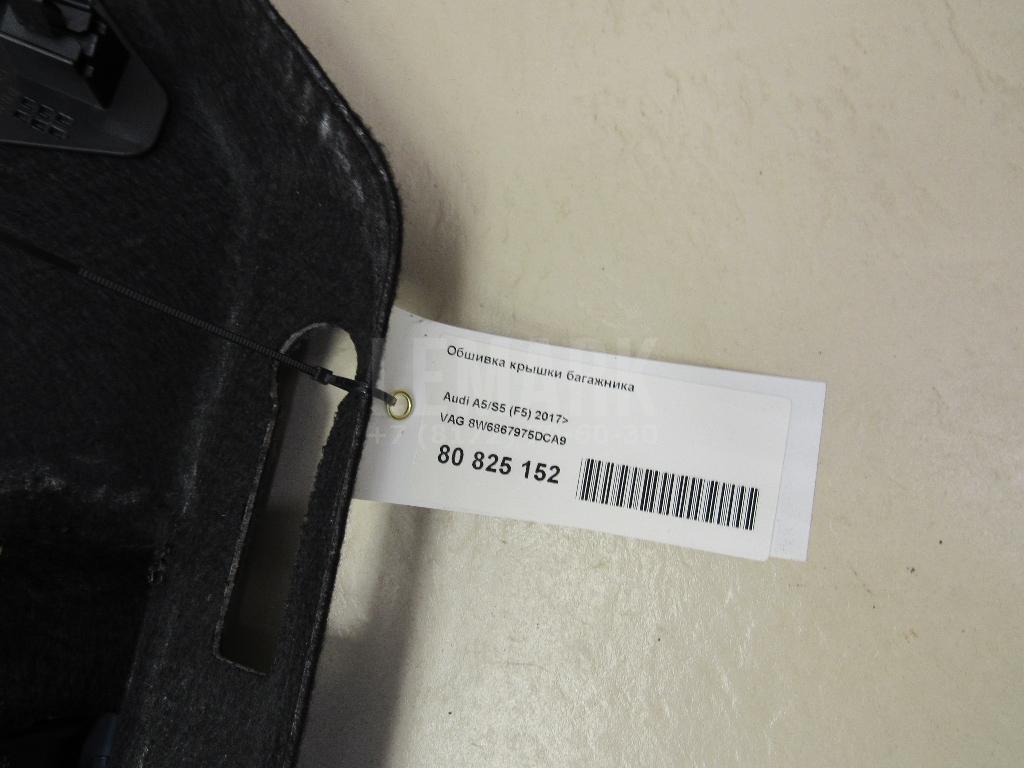 Обшивка крышки багажника
Audi A5/S5 (F5) 2017>
VAG 8W6867975DCA9
80 825 152